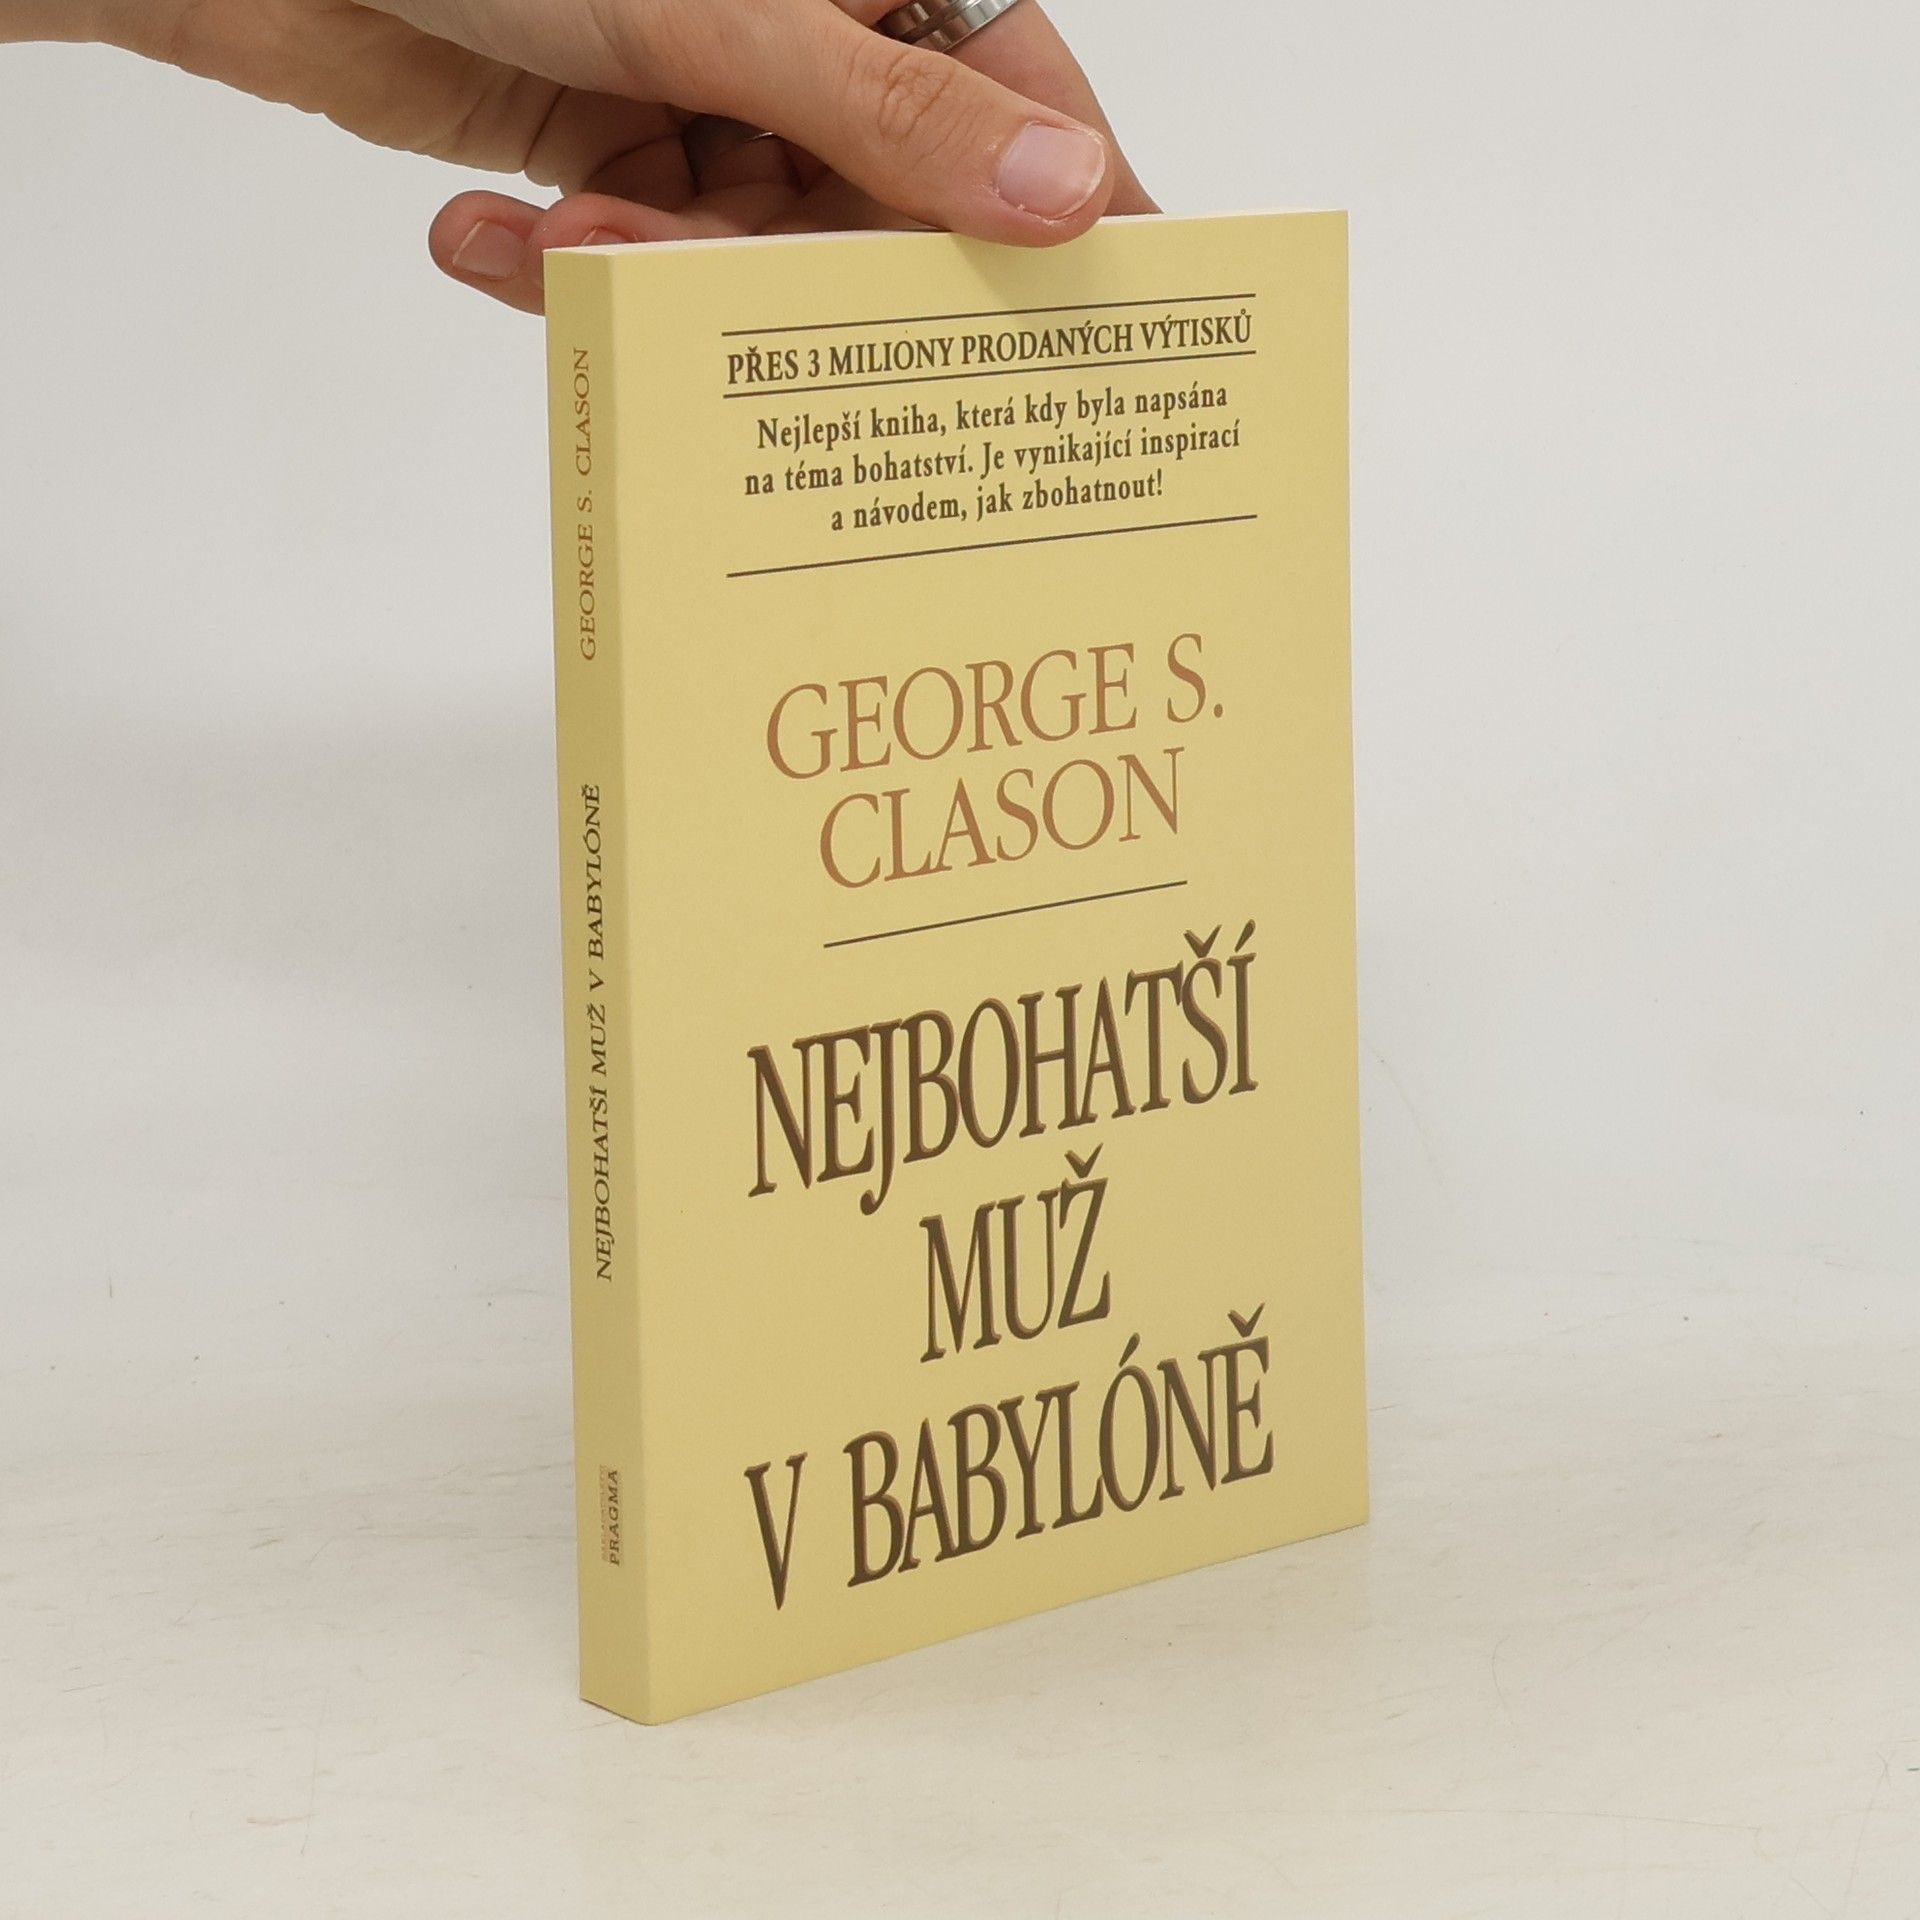 PŘES 3 MILIONY PRODANÝCH VÝTISKŮ
Nejlepší kniha, která kdy byla napsána
na téma bohatství. Je vynikající inspirací
a návodem, jak zbohatnout!
GEORGE S.
CLASON
NEJBOHATŠÍ
MUŽ
V BABYLÓNĚ
GEORGE S. CLASON
NEJBOHATŠÍ MUŽ V BABYLÓNĚ
PRAGMA